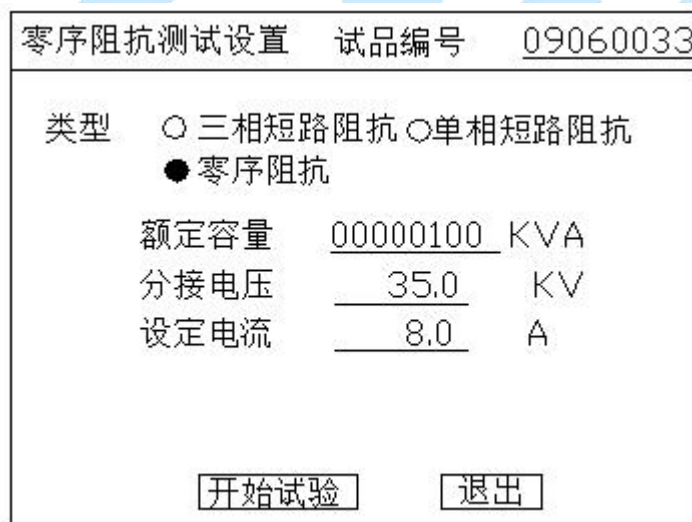 零序阻抗测试设置 试品编号 09060033
类型 三相短路阻抗 单相短路阻抗
零序阻抗
额定容量 00000100 KVA
分接电压 35.0 KV
设定电流 8.0 A
开始试验 退出